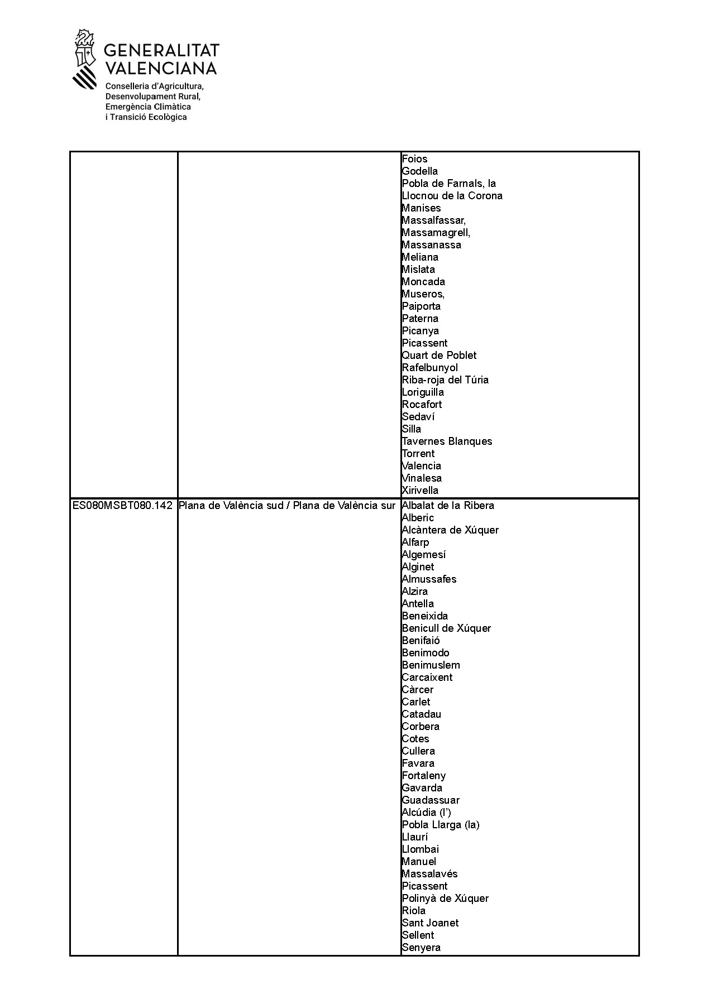 GENERALITAT
VALENCIANA
Conselleria d'Agricultura,
Desenvolupament Rural,
Emergència Climàtica
i Transició Ecològica
Foios
Godella
Pobla de Farnals, la
Llocnou de la Corona
Manises
Massalfassar,
Massamagrell,
Massanassa
Meliana
Mislata
Moncada
Museros,
Paiporta
Paterna
Picanya
Picassent
Quart de Poblet
Rafelbunyol
Riba-roja del Túria
Loriguilla
Rocafort
Sedaví
Silla
Tavernes Blanques
Torrent
Valencia
Vinalesa
Xirivella
ES080MSBT080.142 Plana de València sud / Plana de València sur Albalat de la Ribera
Alberic
Alcàntera de Xúquer
Alfarp
Algemesí
Alginet
Almussafes
Alzira
Antella
Beneixida
Benicull de Xúquer
Benifaió
Benimodo
Benimuslem
Carcaixent
Càrcer
Carlet
Catadau
Corbera
Cotes
Cullera
Favara
Fortaleny
Gavarda
Guadassuar
Alcúdia (l')
Pobla Llarga (la)
Llaurí
Llombai
Manuel
Massalavés
Picassent
Polinyà de Xúquer
Riola
Sant Joanet
Sellent
Senyera